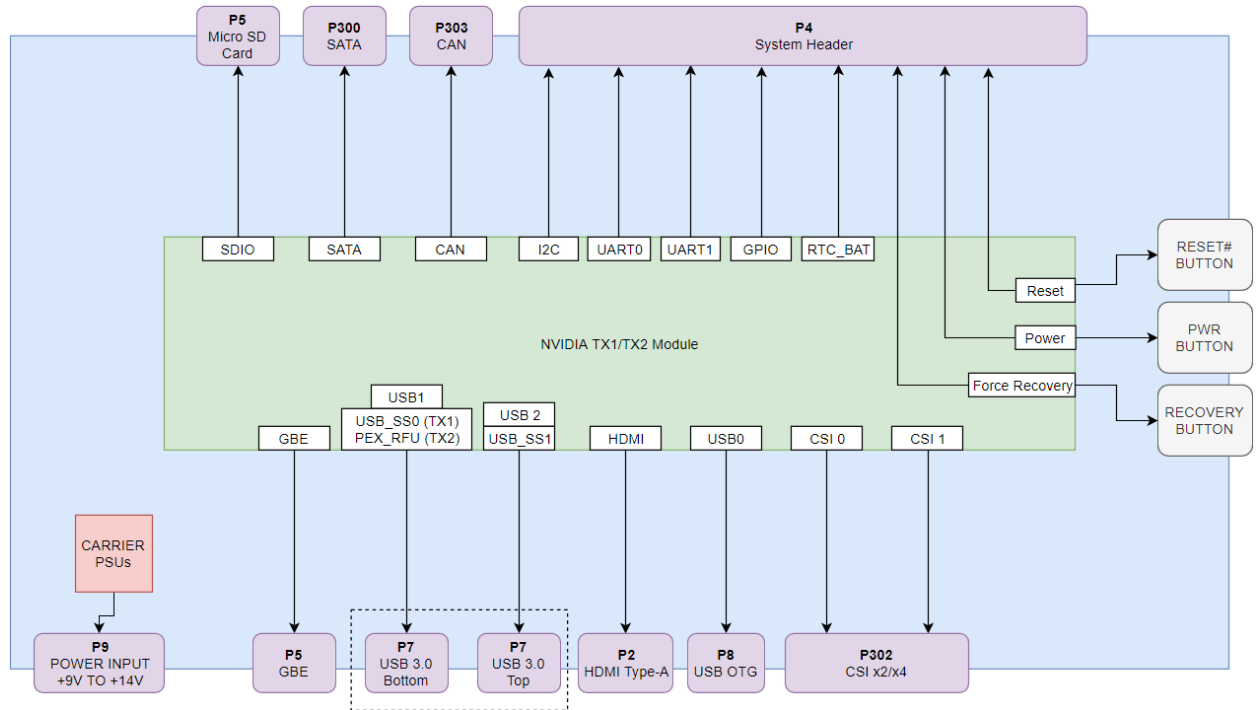 P5
Micro SD
Card
P300
SATA
P303
CAN
P4
System Header
SDIO
SATA
CAN
I2C
UART0
UART1
GPIO
RTC_BAT
RESET#
BUTTON
Reset
NVIDIA TX1/TX2 Module
Power
PWR
BUTTON
Force Recovery
RECOVERY
BUTTON
GBE
USB1
USB_SS0 (TX1)
PEX_RFU (TX2)
USB 2
USB_SS1
HDMI
USB0
CSI 0
CSI 1
CARRIER
PSUs
P9
POWER INPUT
+9V TO +14V
P5
GBE
P7
USB 3.0
Bottom
P7
USB 3.0
Top
P2
HDMI Type-A
P8
USB OTG
P302
CSI x2/x4